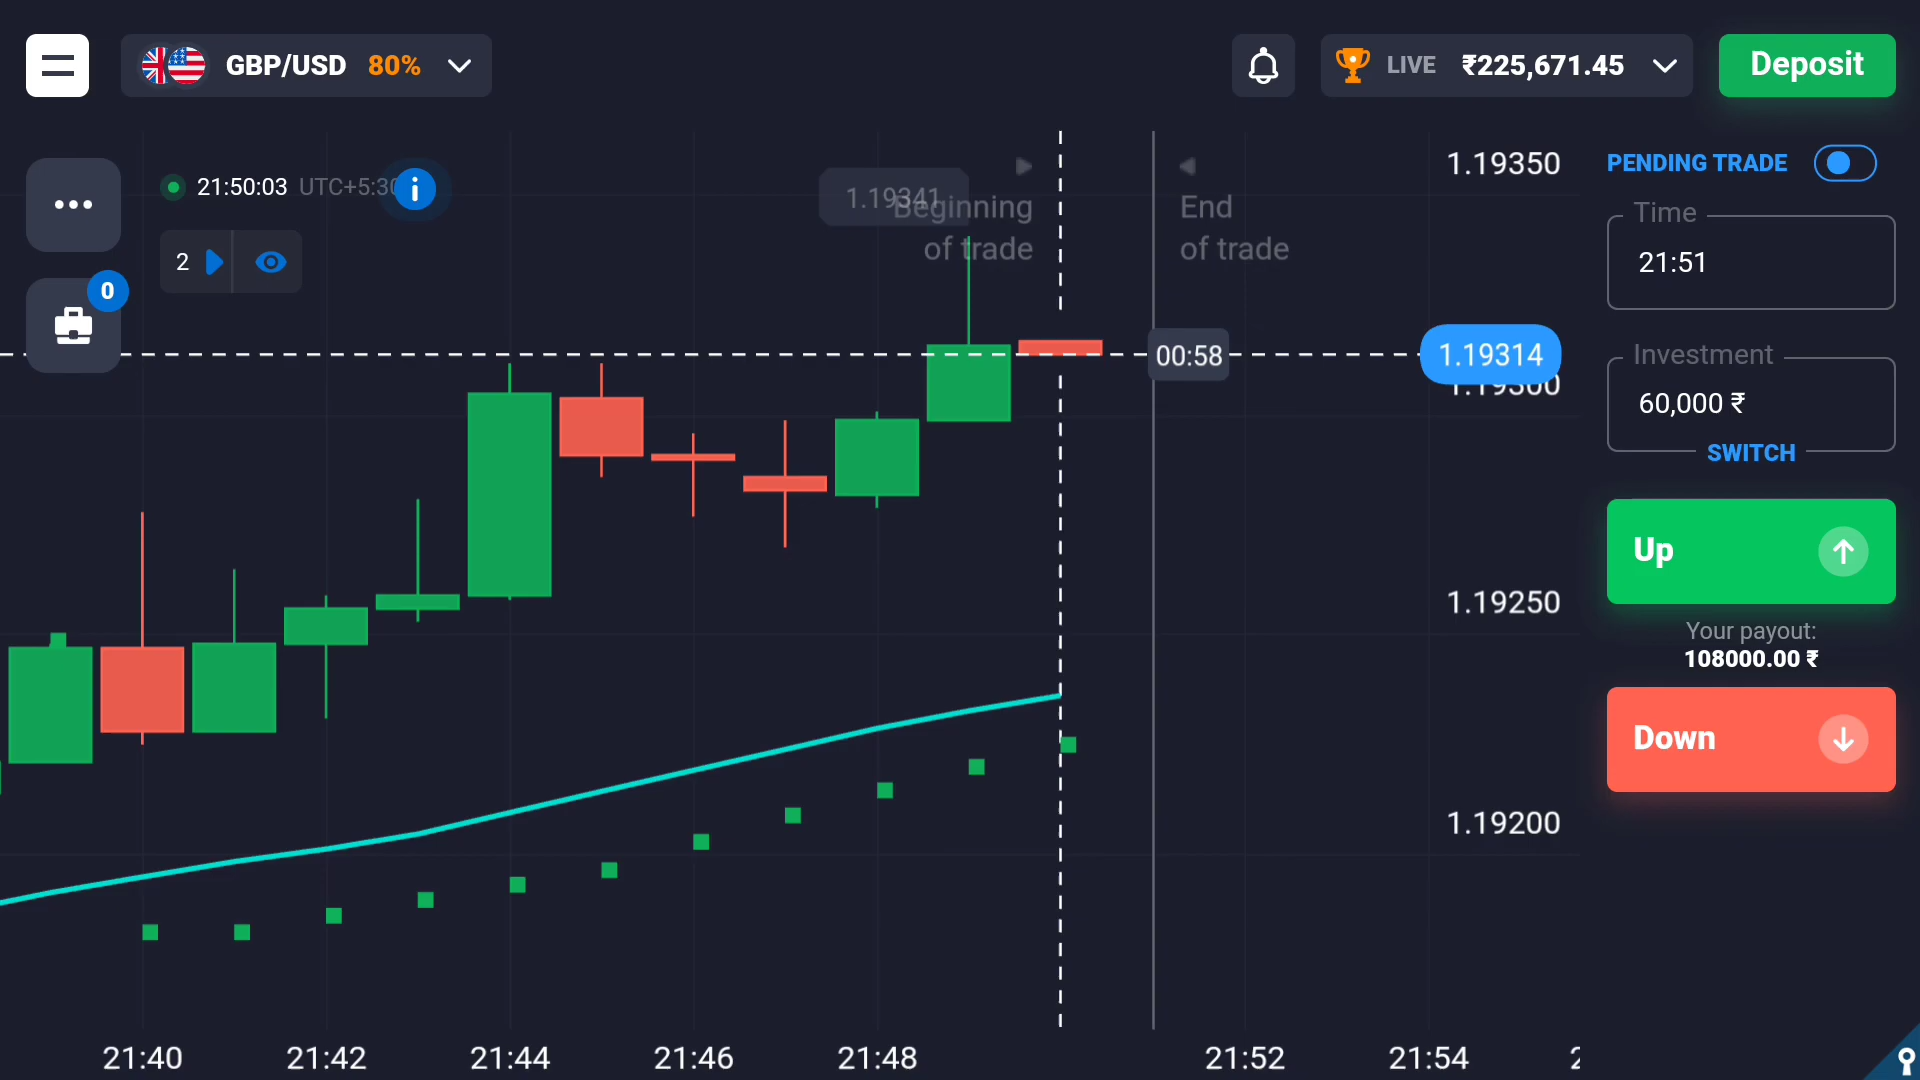 GBP/USD 80%
LIVE ₹225,671.45
Deposit
21:50:03 UTC+5:30
2
0
1.19341
Beginning
of trade
End
of trade
00:58
1.19350
1.19314
1.19300
1.19250
1.19200
PENDING TRADE
Time
21:51
Investment
60,000 ₹
SWITCH
Up
Your payout:
108000.00 ₹
Down
21:40 21:42 21:44 21:46 21:48 21:52 21:54